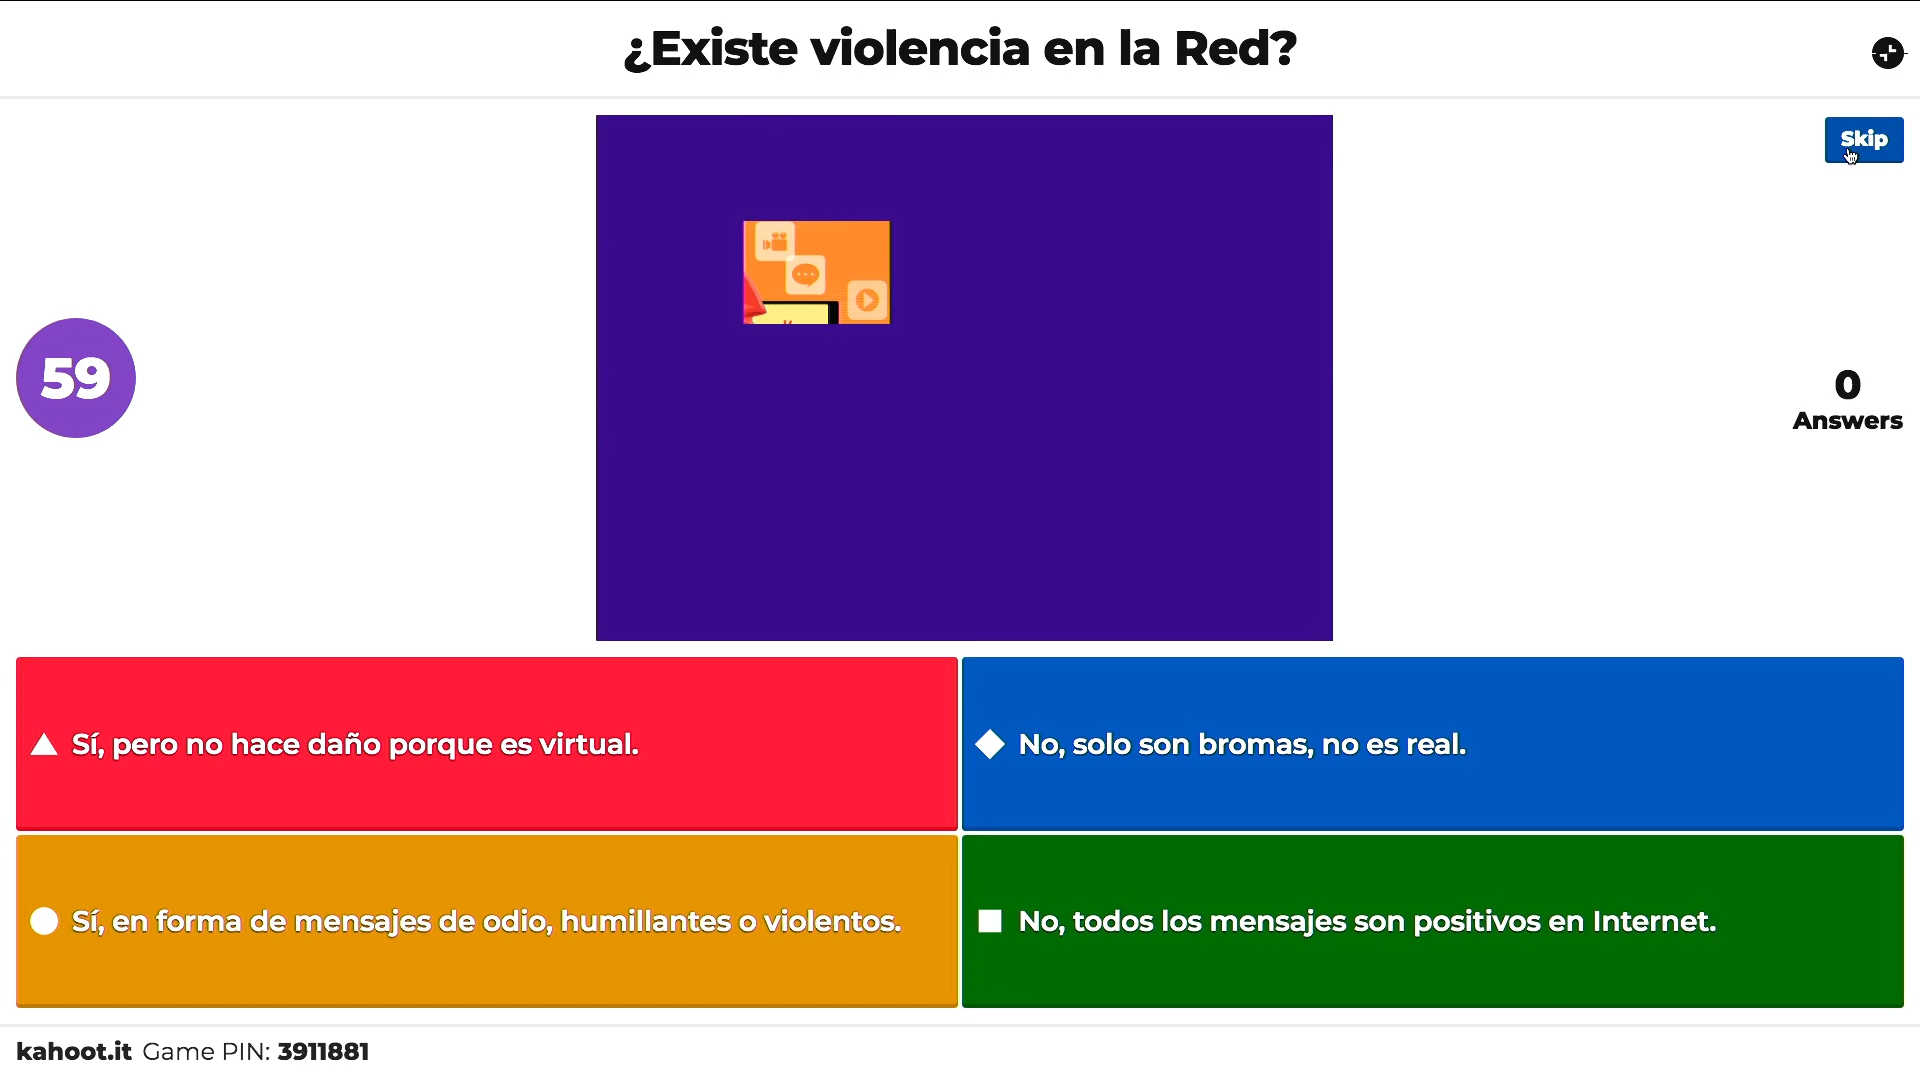 ¿Existe violencia en la Red?
Skip
59
0
Answers
Sí, pero no hace daño porque es virtual.
No, solo son bromas, no es real.
Sí, en forma de mensajes de odio, humillantes o violentos.
No, todos los mensajes son positivos en Internet.
kahoot.it Game PIN: 3911881